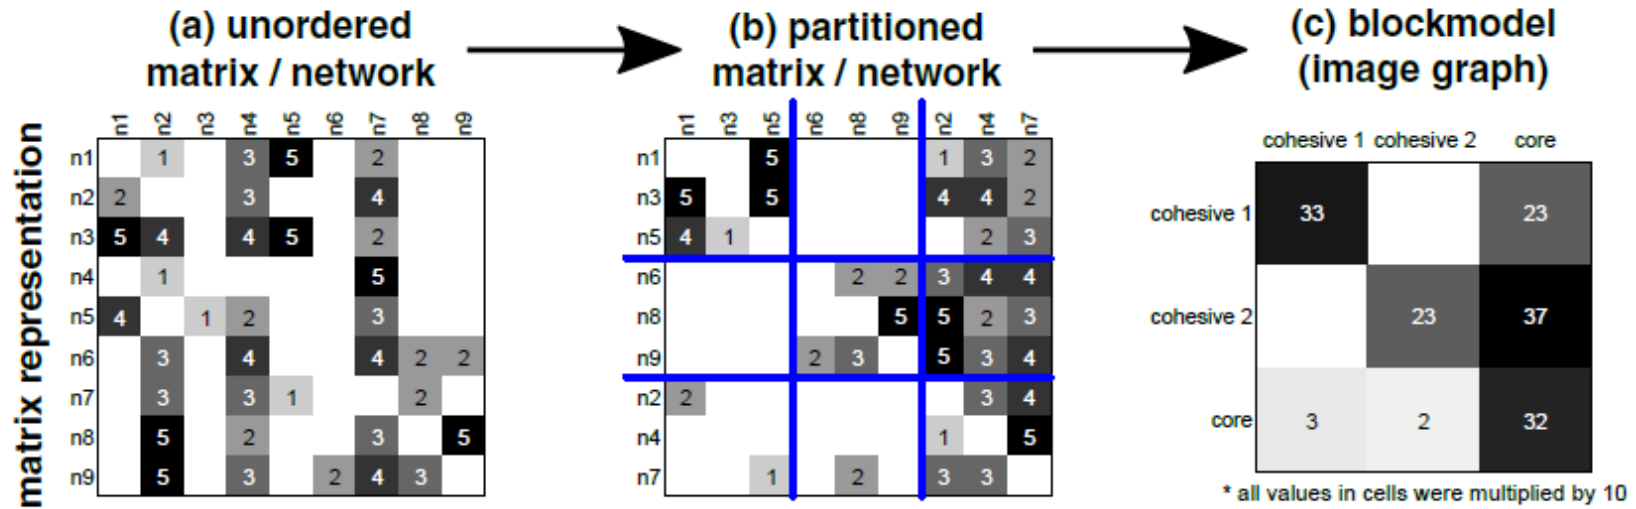 (a) unordered
matrix / network
(b) partitioned
matrix / network
(c) blockmodel
(image graph)
matrix representation
n1 n2 n3 n4 n5 n6 n7 n8 n9
n1 1 3 5 2
n2 2 3 4
n3 5 4 4 5 2
n4 1 5
n5 4 1 2 3
n6 3 4 4 2 2
n7 3 3 1 2
n8 5 2 3 5
n9 5 3 2 4 3
n1 n3 n5 n6 n8 n9 n2 n4 n7
n1 5 1 3 2
n3 5 5 4 4 2
n5 4 1 2 3
n6 2 2 3 4 4
n8 5 5 2 3
n9 2 3 5 3 4
n2 2 3 4
n4 1 5
n7 1 2 3 3
cohesive 1 cohesive 2 core
cohesive 1 33 23
cohesive 2 23 37
core 3 2 32
* all values in cells were multiplied by 10